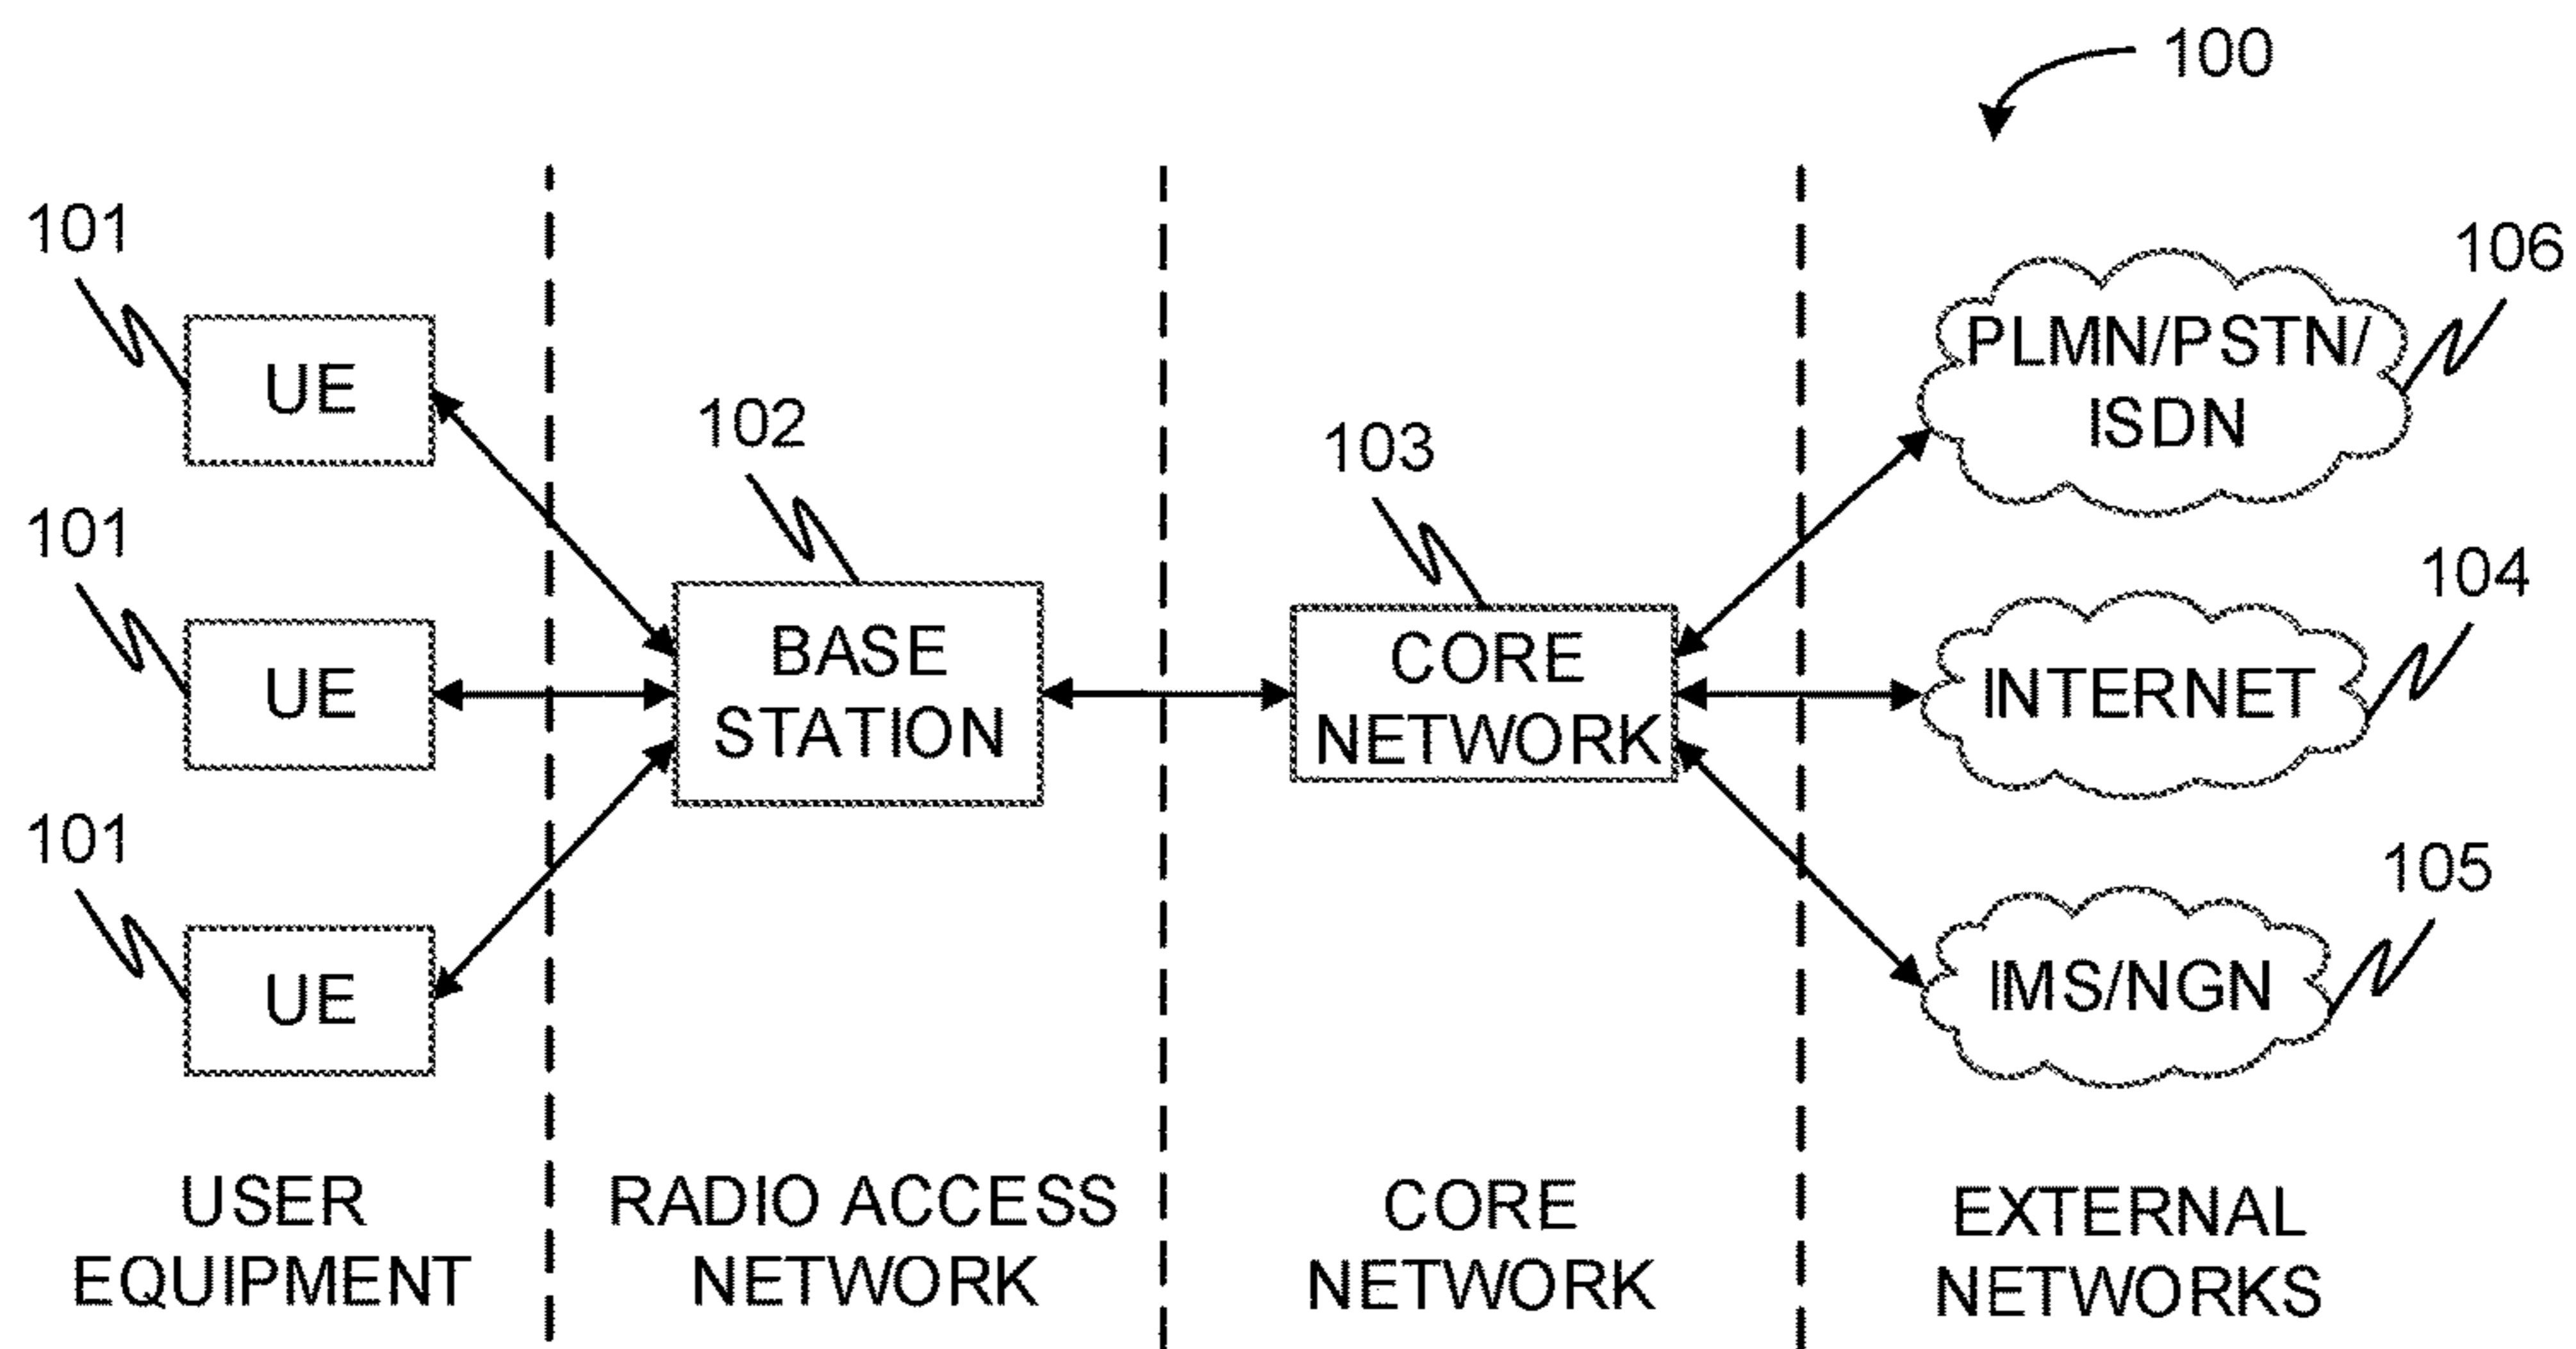 100
101
UE
101
UE
101
UE
102
BASE
STATION
103
CORE
NETWORK
106
PLMN/PSTN/
ISDN
104
INTERNET
105
IMS/NGN
USER
EQUIPMENT
RADIO ACCESS
NETWORK
CORE
NETWORK
EXTERNAL
NETWORKS